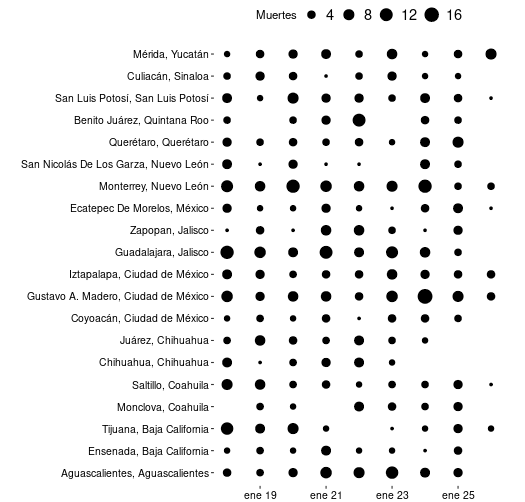 Muertes 4 8 12 16
Mérida, Yucatán
Culiacán, Sinaloa
San Luis Potosí, San Luis Potosí
Benito Juárez, Quintana Roo
Querétaro, Querétaro
San Nicolás De Los Garza, Nuevo León
Monterrey, Nuevo León
Ecatepec De Morelos, México
Zapopan, Jalisco
Guadalajara, Jalisco
Iztapalapa, Ciudad de México
Gustavo A. Madero, Ciudad de México
Coyoacán, Ciudad de México
Juárez, Chihuahua
Chihuahua, Chihuahua
Saltillo, Coahuila
Monclova, Coahuila
Tijuana, Baja California
Ensenada, Baja California
Aguascalientes, Aguascalientes
ene 19 ene 21 ene 23 ene 25